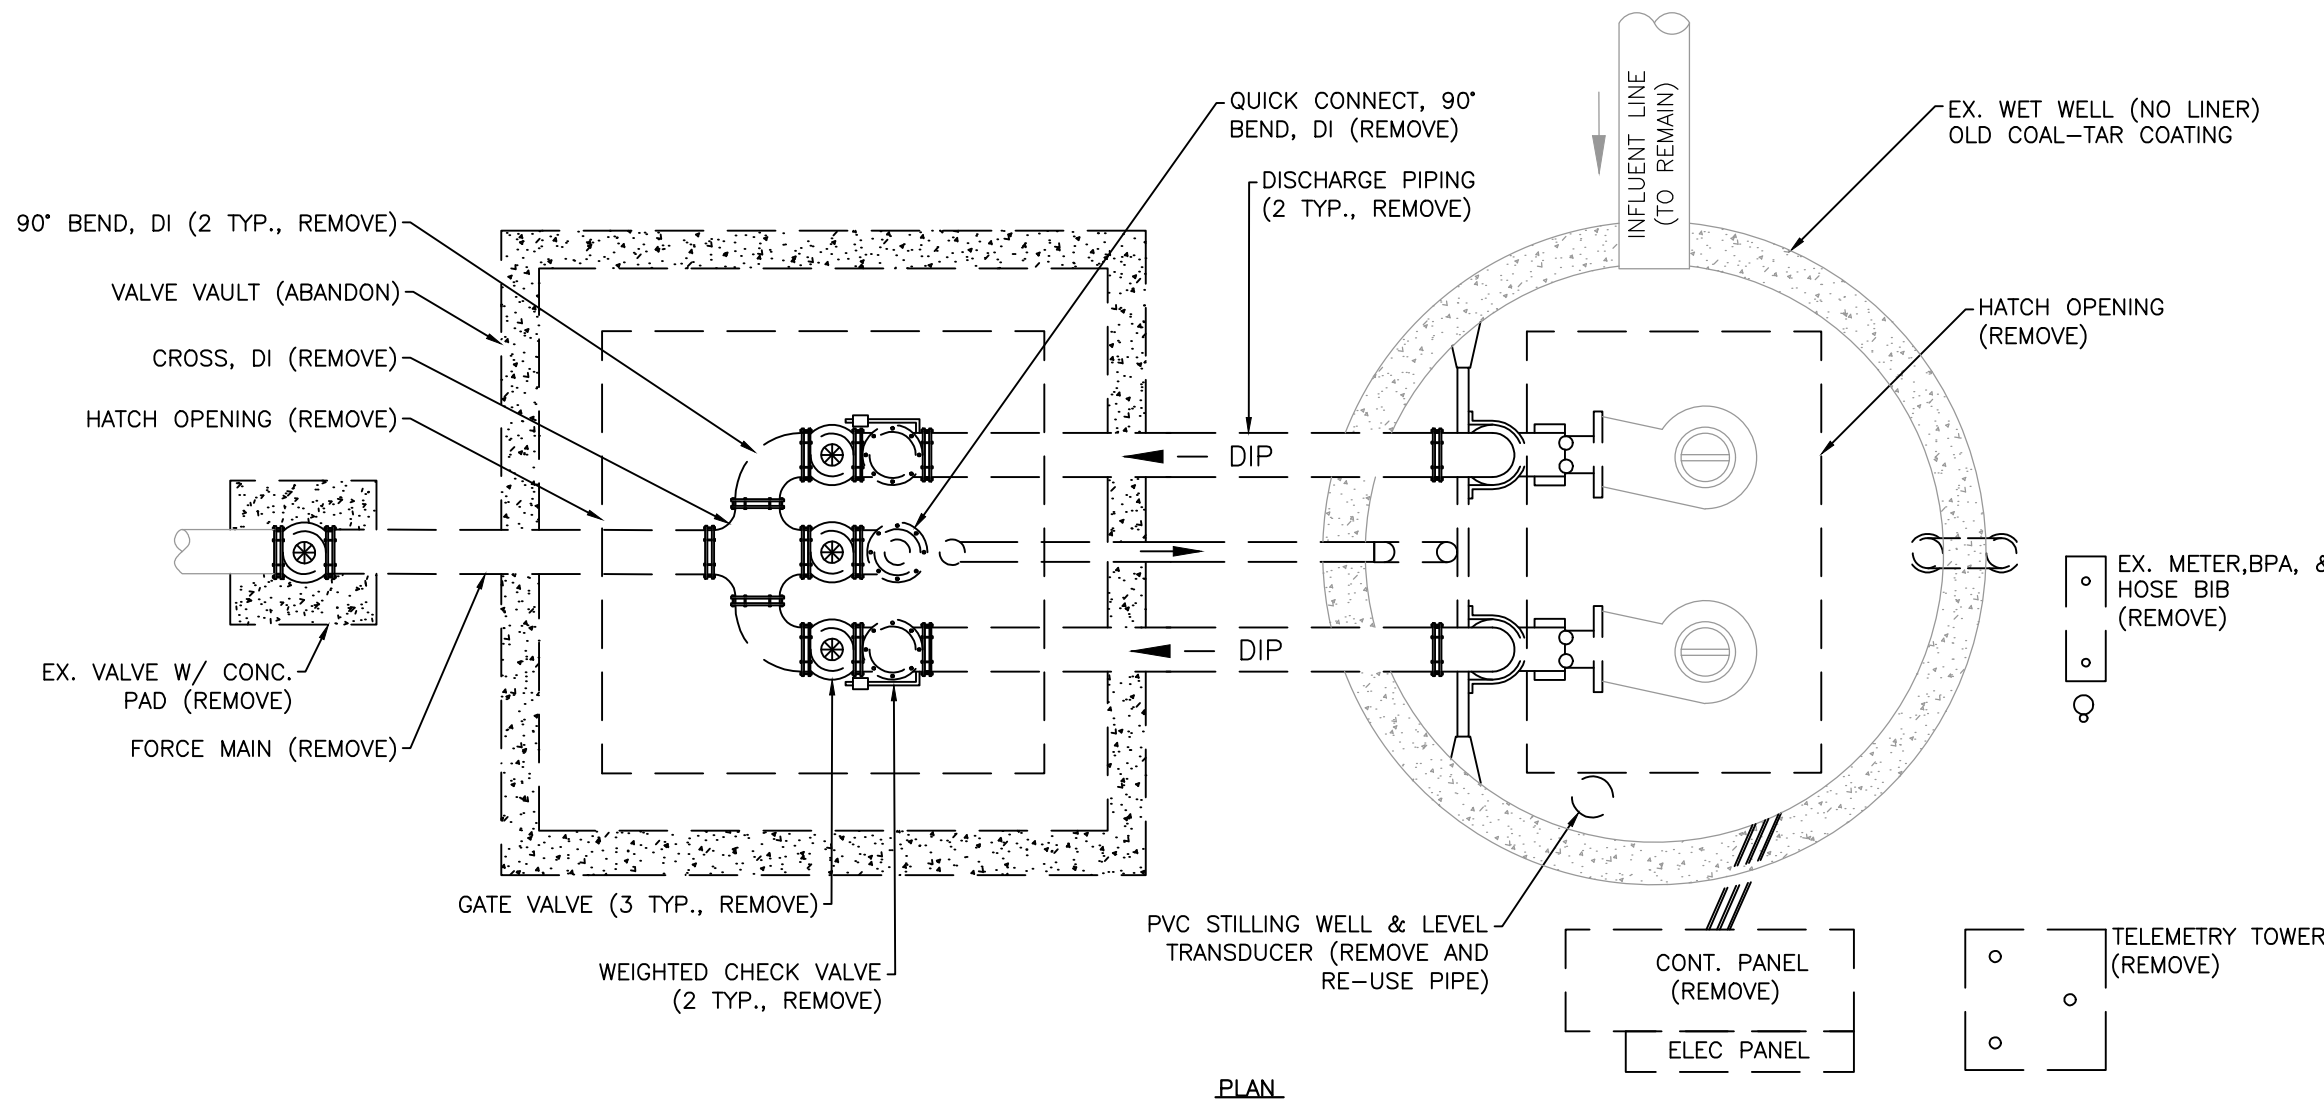 QUICK CONNECT, 90°
BEND, DI (REMOVE)
INFLUENT LINE
(TO REMAIN)
EX. WET WELL (NO LINER)
OLD COAL-TAR COATING
DISCHARGE PIPING
(2 TYP., REMOVE)
90° BEND, DI (2 TYP., REMOVE)
VALVE VAULT (ABANDON)
HATCH OPENING
(REMOVE)
CROSS, DI (REMOVE)
HATCH OPENING (REMOVE)
DIP
EX. METER,BPA, &
HOSE BIB
(REMOVE)
DIP
EX. VALVE W/ CONC.
PAD (REMOVE)
FORCE MAIN (REMOVE)
GATE VALVE (3 TYP., REMOVE)
PVC STILLING WELL & LEVEL
TRANSDUCER (REMOVE AND
RE-USE PIPE)
WEIGHTED CHECK VALVE
(2 TYP., REMOVE)
CONT. PANEL
(REMOVE)
ELEC PANEL
TELEMETRY TOWER
(REMOVE)
PLAN